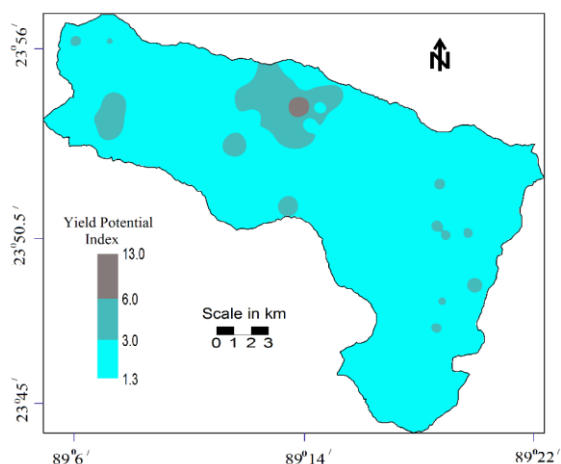 N
23°56′
23°50.5′
23°45′
Yield Potential
Index
13.0
6.0
3.0
1.3
Scale in km
0 1 2 3
89°6′
89°14′
89°22′